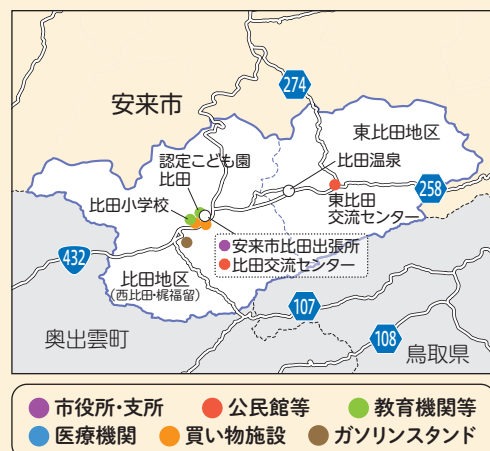 274
安来市
東比田地区
認定こども園
比田
比田温泉
258
比田小学校
東比田
交流センター
安来市比田出張所
比田交流センター
432
比田地区
(西比田・梶福留)
107
奥出雲町
108
鳥取県
市役所・支所
公民館等
教育機関等
医療機関
買い物施設
ガソリンスタンド